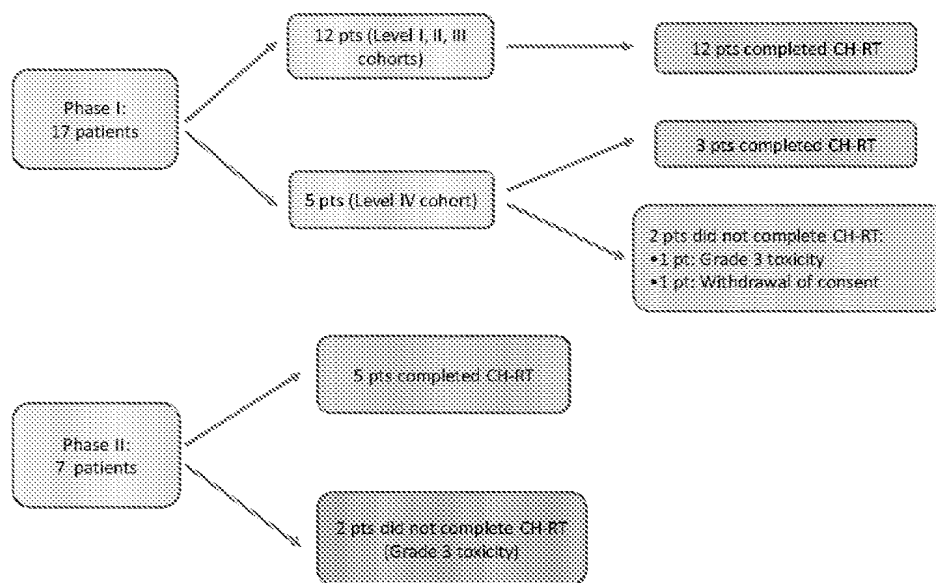 12 pts (Level I, II, III
cohorts)
12 pts completed CH-RT
Phase I:
17 patients
3 pts completed CH-RT
5 pts (Level IV cohort)
2 pts did not complete CH-RT:
•1 pt: Grade 3 toxicity
•1 pt: Withdrawal of consent
5 pts completed CH-RT
Phase II:
7 patients
2 pts did not complete CH-RT
(Grade 3 toxicity)